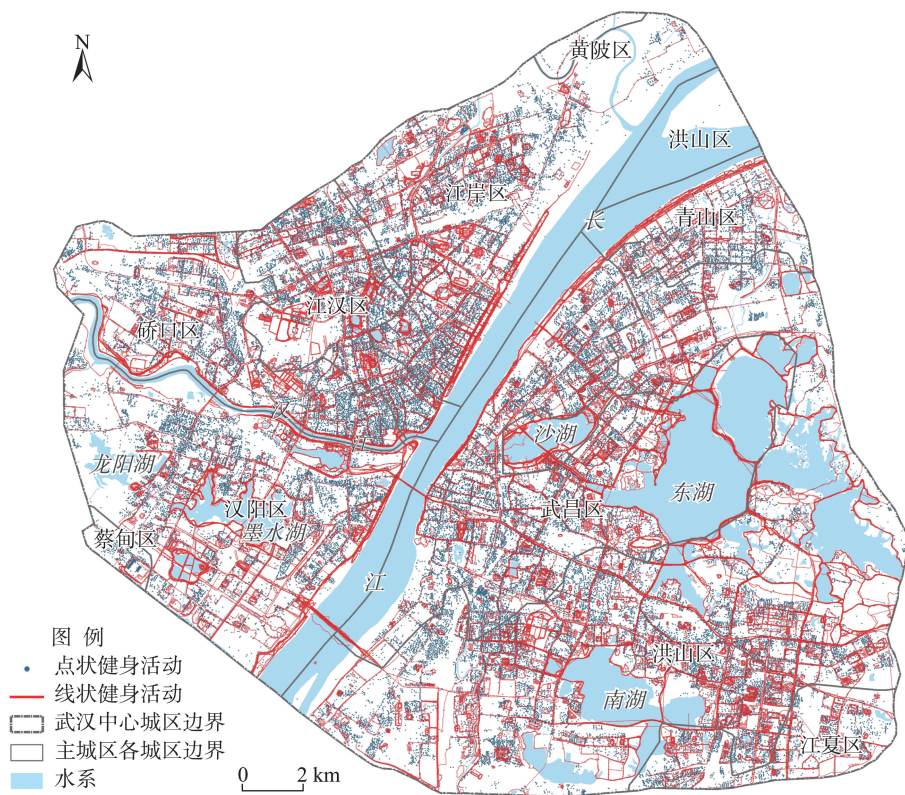 N
黄陂区
洪山区
江岸区
长
青山区
江汉区
硚口区
汉
沙湖
龙阳湖
东湖
汉阳区
武昌区
墨水湖
蔡甸区
江
洪山区
南湖
江夏区
图 例
点状健身活动
线状健身活动
武汉中心城区边界
主城区各城区边界
水系
0 2 km